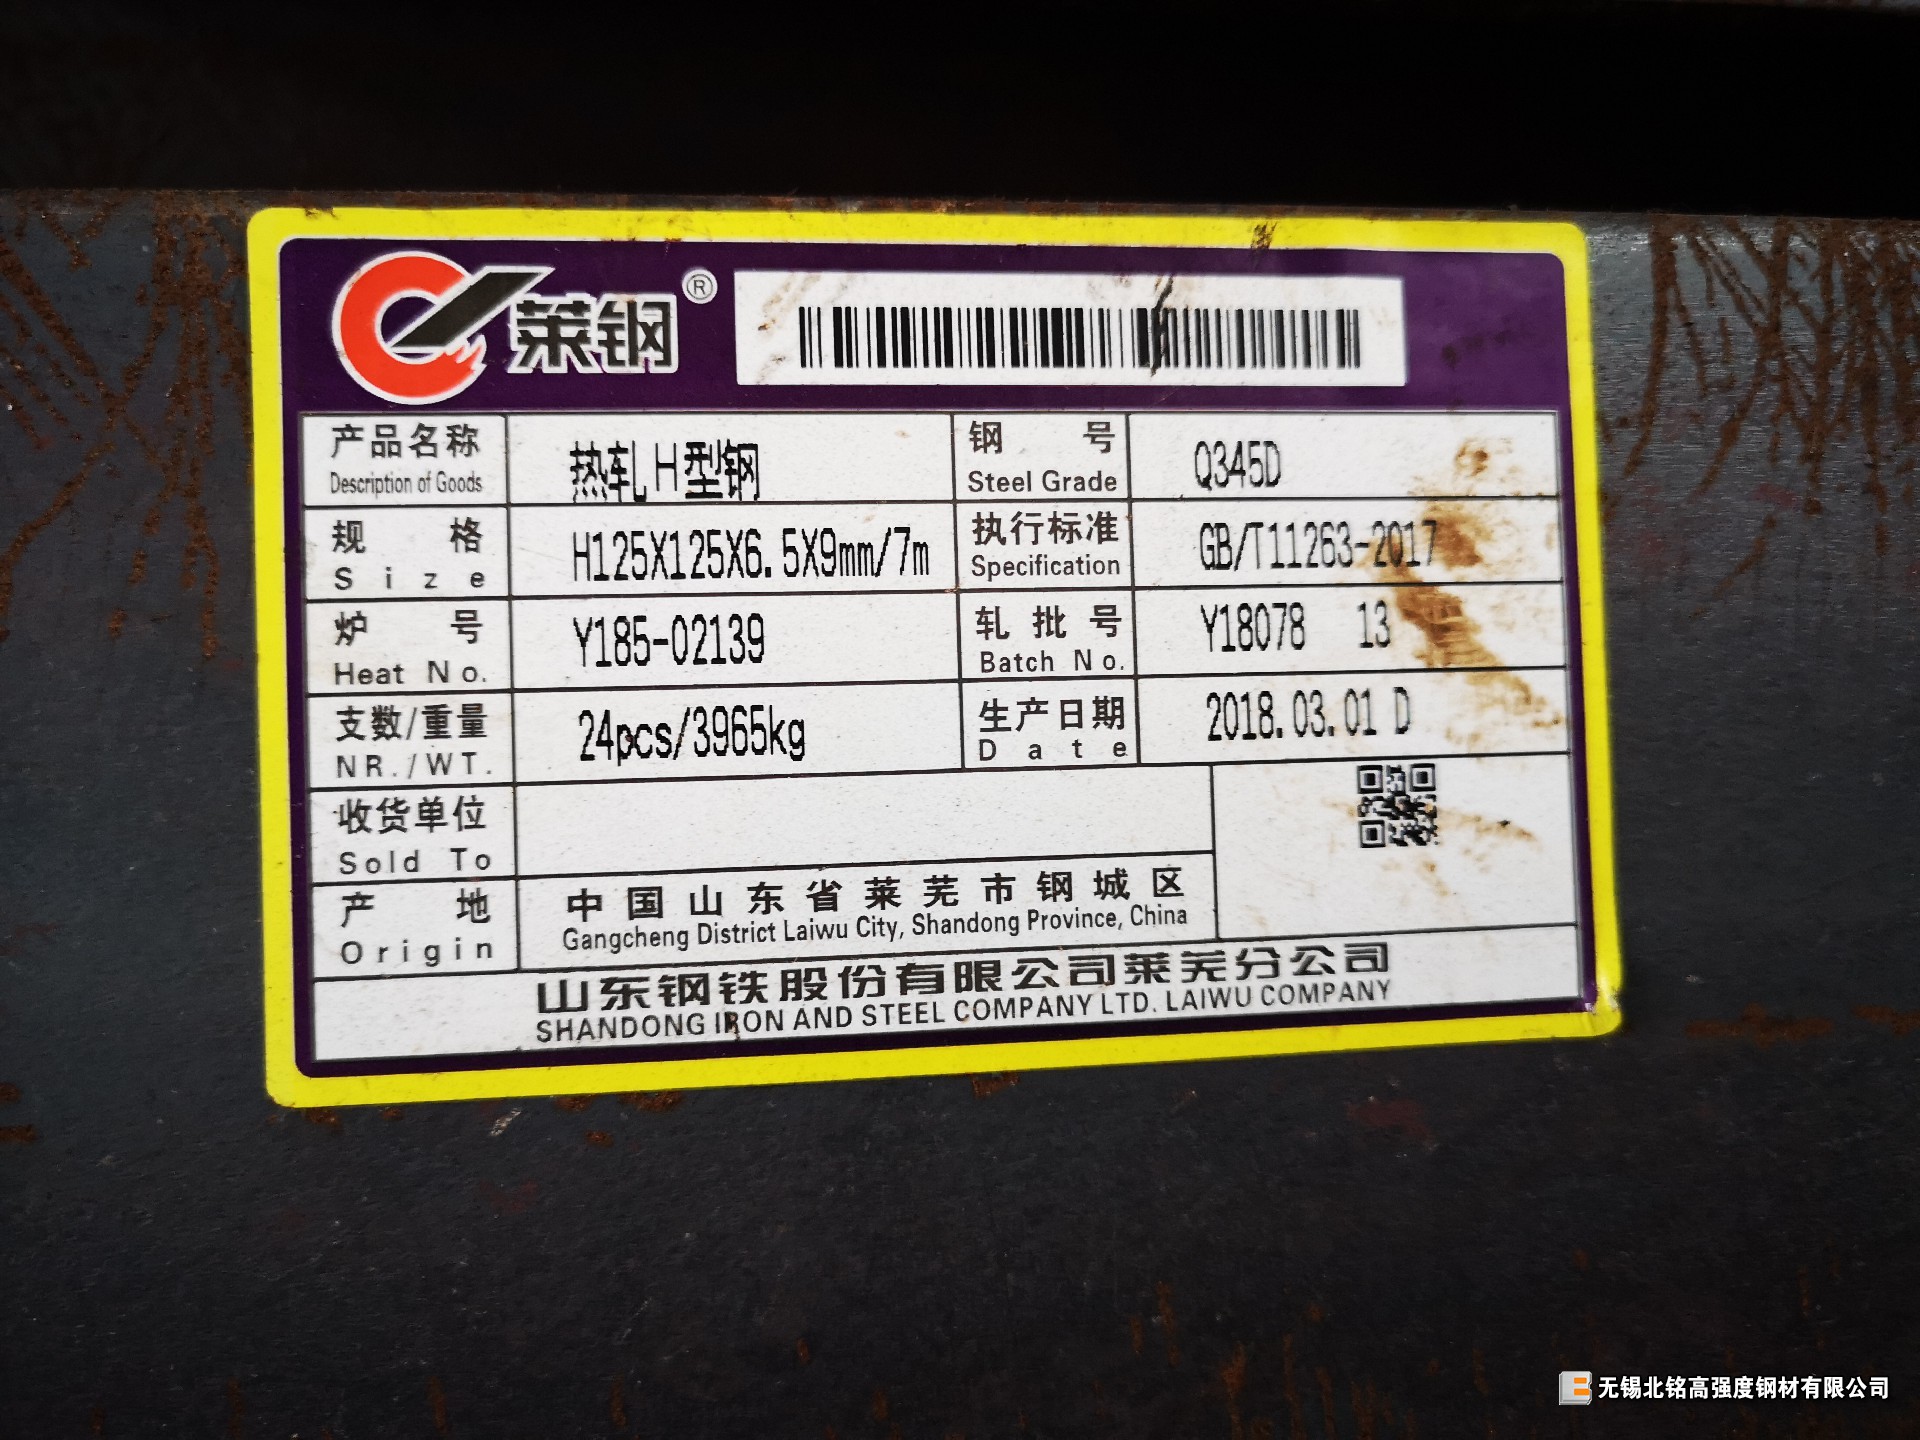 莱钢®
产品名称 热轧H型钢 钢号 Q345D
Description of Goods Steel Grade
规格 H125X125X6.5X9mm/7m 执行标准 GB/T11263-2017
Size Specification
炉号 Y185-02139 轧批号 Y18078 13
Heat No. Batch No.
支数/重量 24pcs/3965kg 生产日期 2018.03.01 D
NR./WT. Date
收货单位
Sold To
产地 中国山东省莱芜市钢城区
Origin Gangcheng District Laiwu City, Shandong Province, China
山东钢铁股份有限公司莱芜分公司
SHANDONG IRON AND STEEL COMPANY LTD. LAIWU COMPANY
无锡北铭高强度钢材有限公司